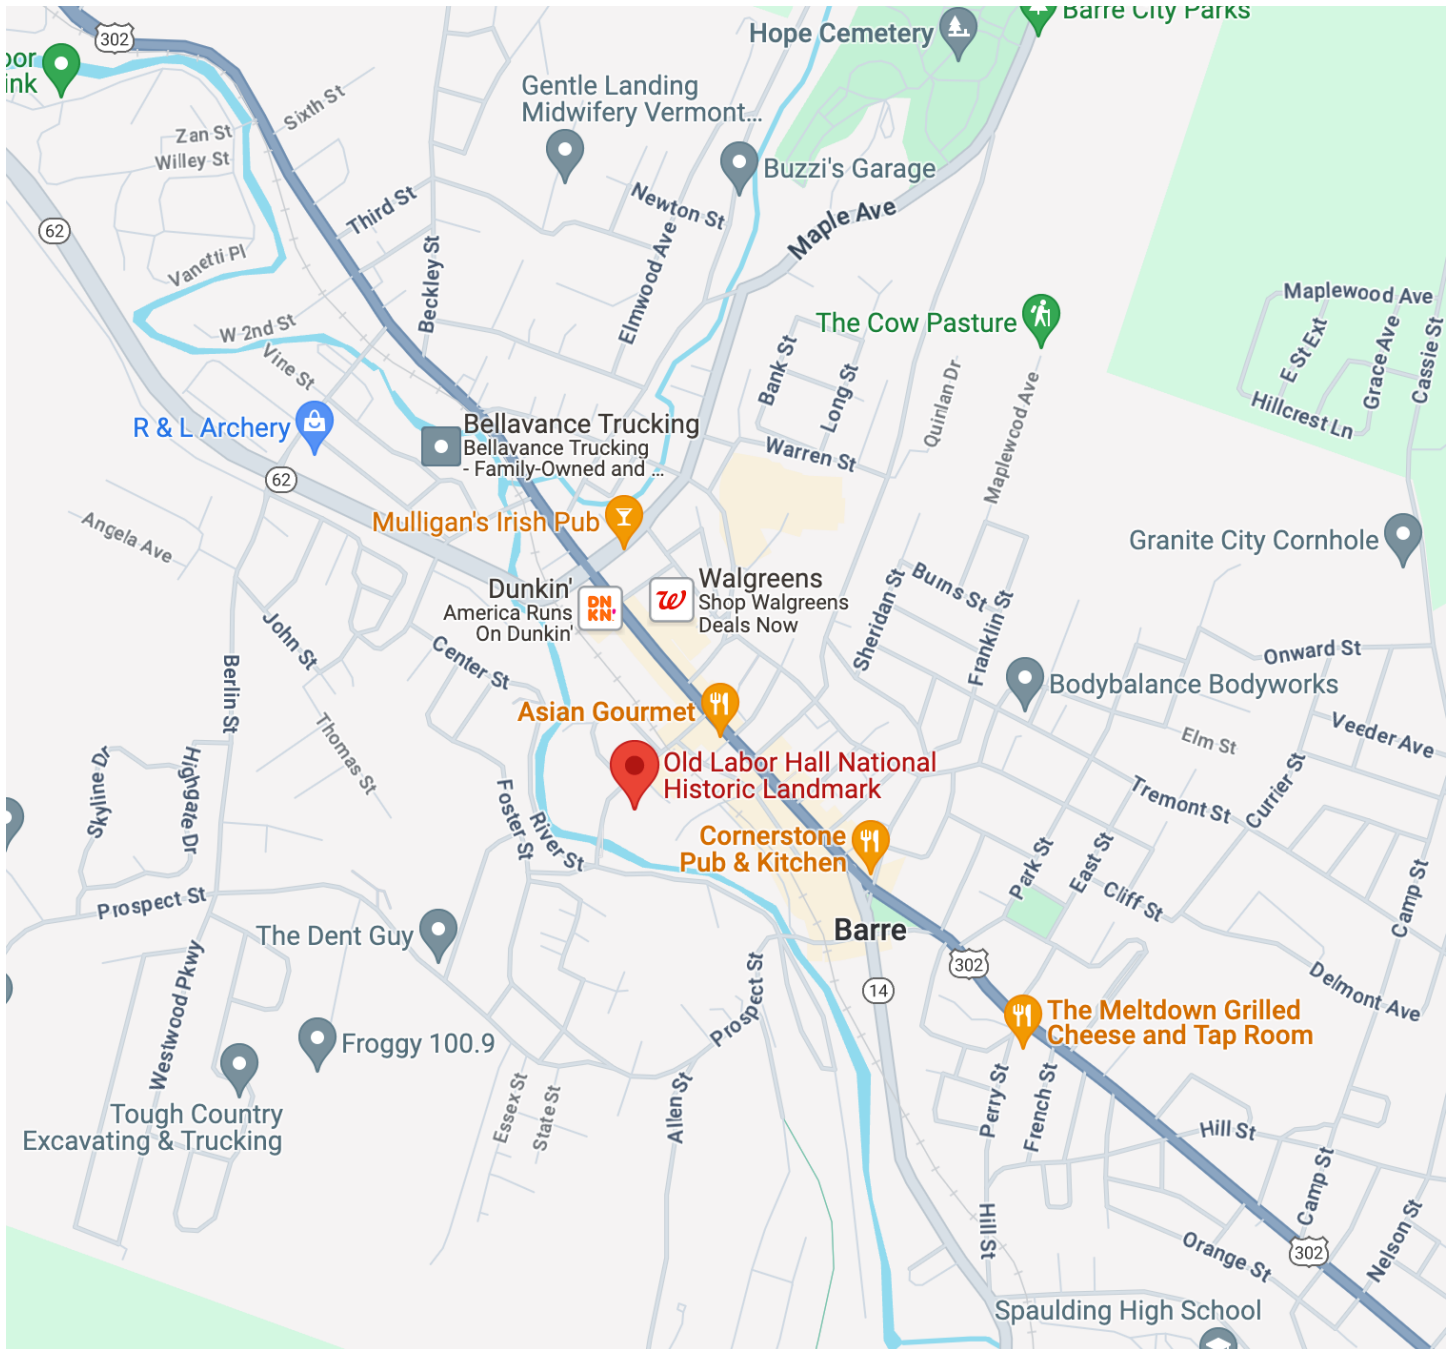 302
Barre City Parks
Hope Cemetery
oor
ink
Gentle Landing
Midwifery Vermont...
Sixth St
Zan St
Willey St
Buzzi's Garage
Third St
Newton St
Maple Ave
62
Vanetti Pl
Beckley St
Elmwood Ave
Maplewood Ave
W 2nd St
The Cow Pasture
E St Ext
Grace Ave
Cassie St
Vine St
Bank St
Long St
Quinlan Dr
Maplewood Ave
Hillcrest Ln
R & L Archery
Bellavance Trucking
Bellavance Trucking
- Family-Owned and ...
Warren St
62
Mulligan's Irish Pub
Angela Ave
Granite City Cornhole
Dunkin'
America Runs
On Dunkin'
DN
KN'
W
Walgreens
Shop Walgreens
Deals Now
Burns St
Sheridan St
Franklin St
John St
Center St
Onward St
Berlin St
Bodybalance Bodyworks
Asian Gourmet
Thomas St
Elm St
Veeder Ave
Skyline Dr
Highgate Dr
Old Labor Hall National
Historic Landmark
Tremont St
Currier St
Foster St
River St
Cornerstone
Pub & Kitchen
Park St
East St
Cliff St
Camp St
Prospect St
The Dent Guy
Barre
302
14
Delmont Ave
Westwood Pkwy
Prospect St
The Meltdown Grilled
Cheese and Tap Room
Froggy 100.9
Tough Country
Excavating & Trucking
Essex St
State St
Allen St
Perry St
French St
Hill St
Camp St
Hill St
Orange St
302
Nelson St
Spaulding High School